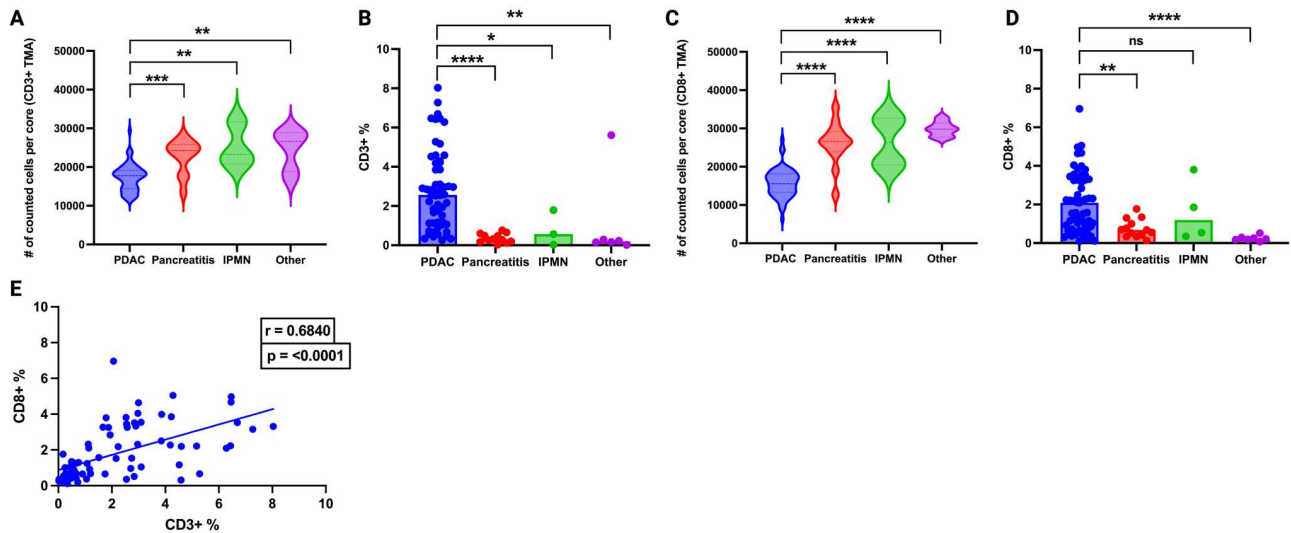 A
# of counted cells per core (CD3+ TMA)
50000
40000
30000
20000
10000
0
**
**
***
PDAC Pancreatitis IPMN Other
B
CD3+ %
10
8
6
4
2
0
**
*
****
PDAC Pancreatitis IPMN Other
C
# of counted cells per core (CD8+ TMA)
50000
40000
30000
20000
10000
0
****
****
****
PDAC Pancreatitis IPMN Other
D
CD8+ %
10
8
6
4
2
0
****
ns
**
PDAC Pancreatitis IPMN Other
E
CD8+ %
10
8
6
4
2
0
r = 0.6840
p = <0.0001
0 2 4 6 8 10
CD3+ %